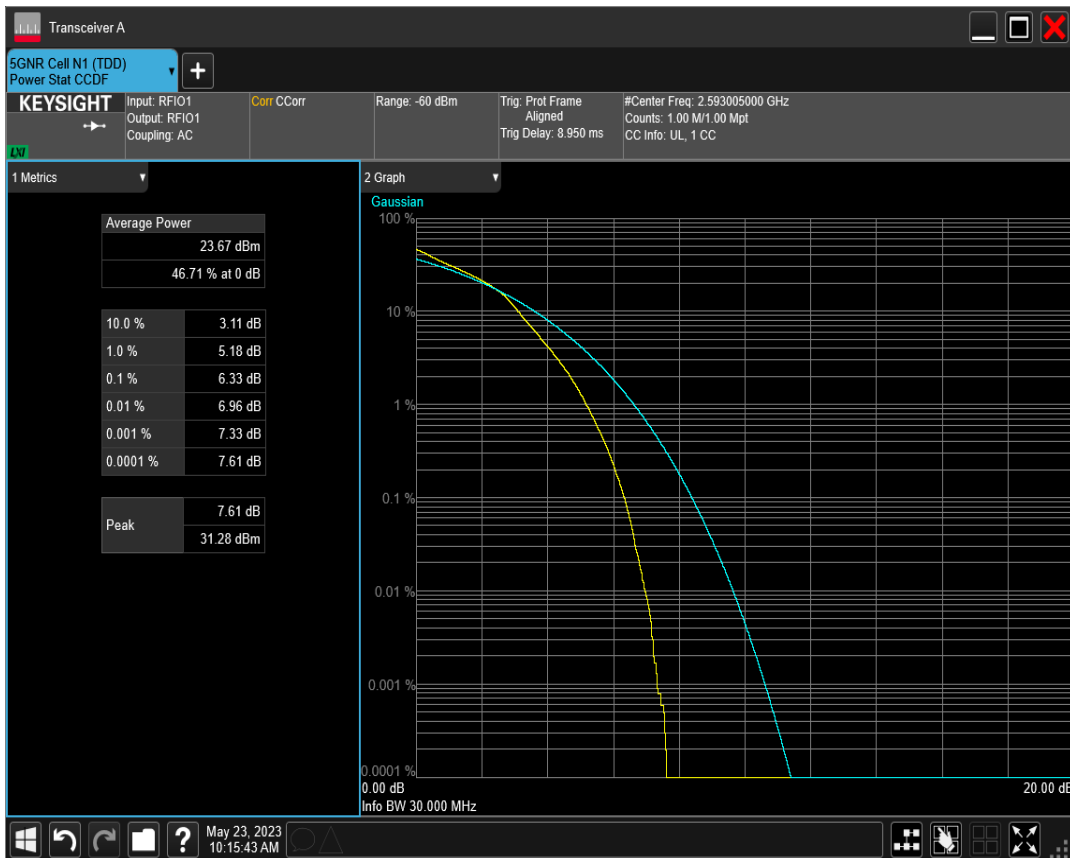 Transceiver A
5GNR Cell N1 (TDD)
Power Stat CCDF
KEYSIGHT
LXI
Input: RFIO1
Output: RFIO1
Coupling: AC
Corr CCorr
Range: -60 dBm
Trig: Prot Frame
Aligned
Trig Delay: 8.950 ms
#Center Freq: 2.593005000 GHz
Counts: 1.00 M/1.00 Mpt
CC Info: UL, 1 CC
1 Metrics
Average Power
23.67 dBm
46.71 % at 0 dB
10.0 % 3.11 dB
1.0 % 5.18 dB
0.1 % 6.33 dB
0.01 % 6.96 dB
0.001 % 7.33 dB
0.0001 % 7.61 dB
Peak 7.61 dB
31.28 dBm
2 Graph
Gaussian
100 %
10 %
1 %
0.1 %
0.01 %
0.001 %
0.0001 %
0.00 dB 20.00 dB
Info BW 30.000 MHz
May 23, 2023
10:15:43 AM